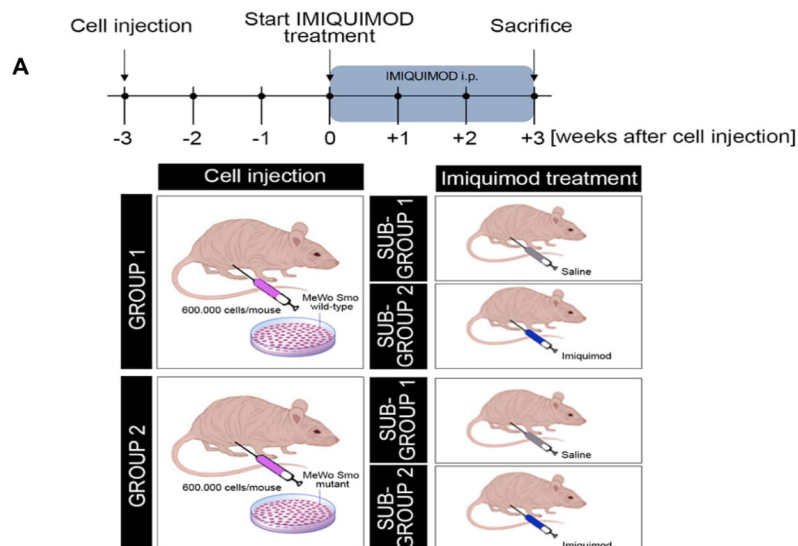 Cell injection
Start IMIQUIMOD
treatment
Sacrifice
A
IMIQUIMOD i.p.
-3
-2
-1
0
+1
+2
+3 [weeks after cell injection]
Cell injection
Imiquimod treatment
GROUP 1
600.000 cells/mouse
MeWo Smo
wild-type
SUB-
GROUP 1
Saline
SUB-
GROUP 2
Imiquimod
GROUP 2
600.000 cells/mouse
MeWo Smo
mutant
SUB-
GROUP 1
Saline
SUB-
GROUP 2
Imiquimod